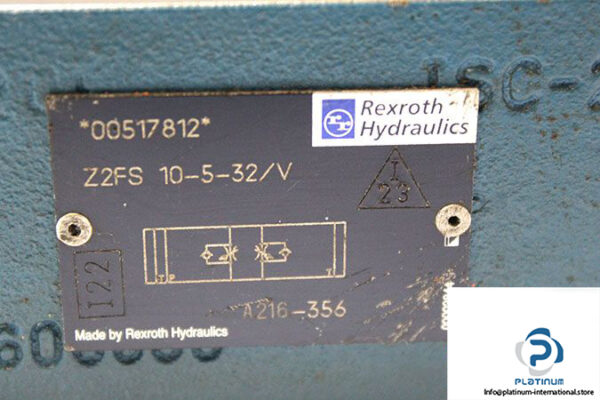 ISC-
*00517812*
Rexroth
Hydraulics
Z2FS 10-5-32/V
I
23
T P
T
I22
A216-356
Made by Rexroth Hydraulics
PLATINUM
Info@platinum-international.store